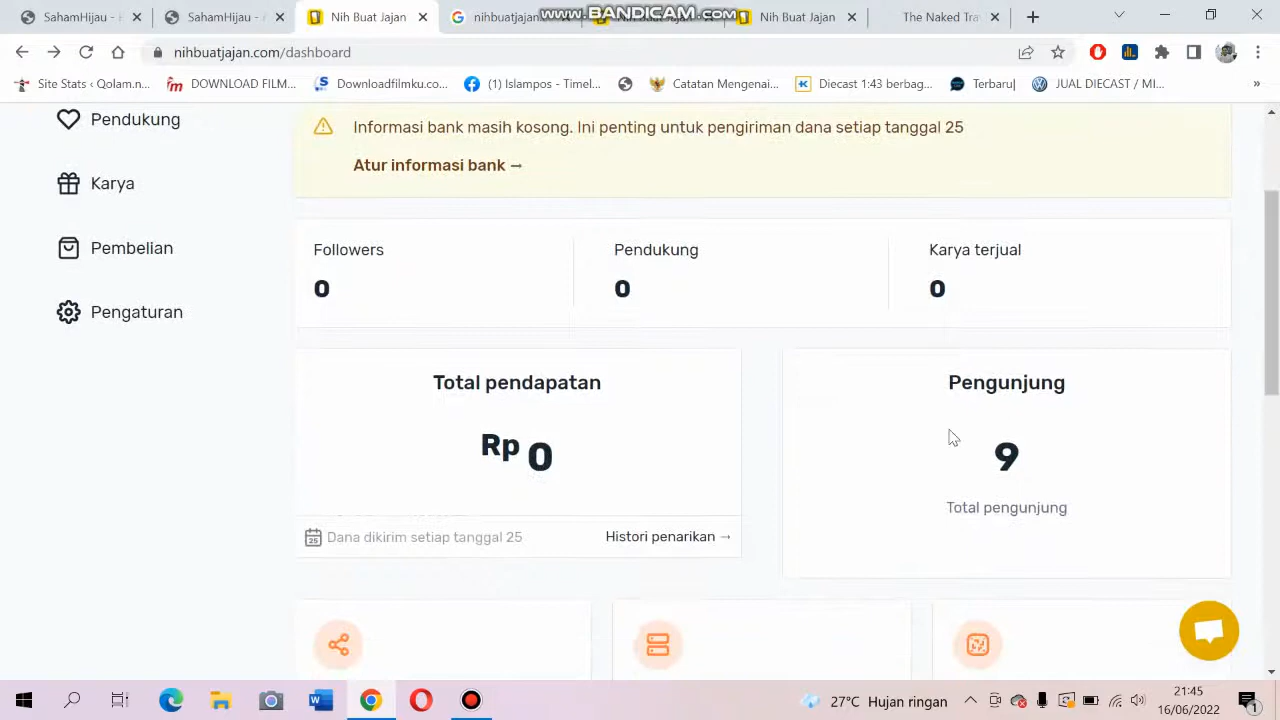 SamHijau -
SamHijau -
Nih Buat Jajan
nihbuatjajan
www.BANDICAM.com
Nih Buat Jajan
The Naked Tra
nihbuatjajan.com/dashboard
Site Stats · Qolam.n...
DOWNLOAD FILM...
Downloadfilmku.co...
(1) Islampos - Timel...
Catatan Mengenai...
Diecast 1:43 berbag...
Terbaru|
JUAL DIECAST / MI...
»
Pendukung
Karya
Pembelian
Pengaturan
Informasi bank masih kosong. Ini penting untuk pengiriman dana setiap tanggal 25
Atur informasi bank →
Followers
0
Pendukung
0
Karya terjual
0
Total pendapatan
Rp 0
25
Dana dikirim setiap tanggal 25
Histori penarikan →
Pengunjung
9
Total pengunjung
27°C Hujan ringan
21:45
16/06/2022
1